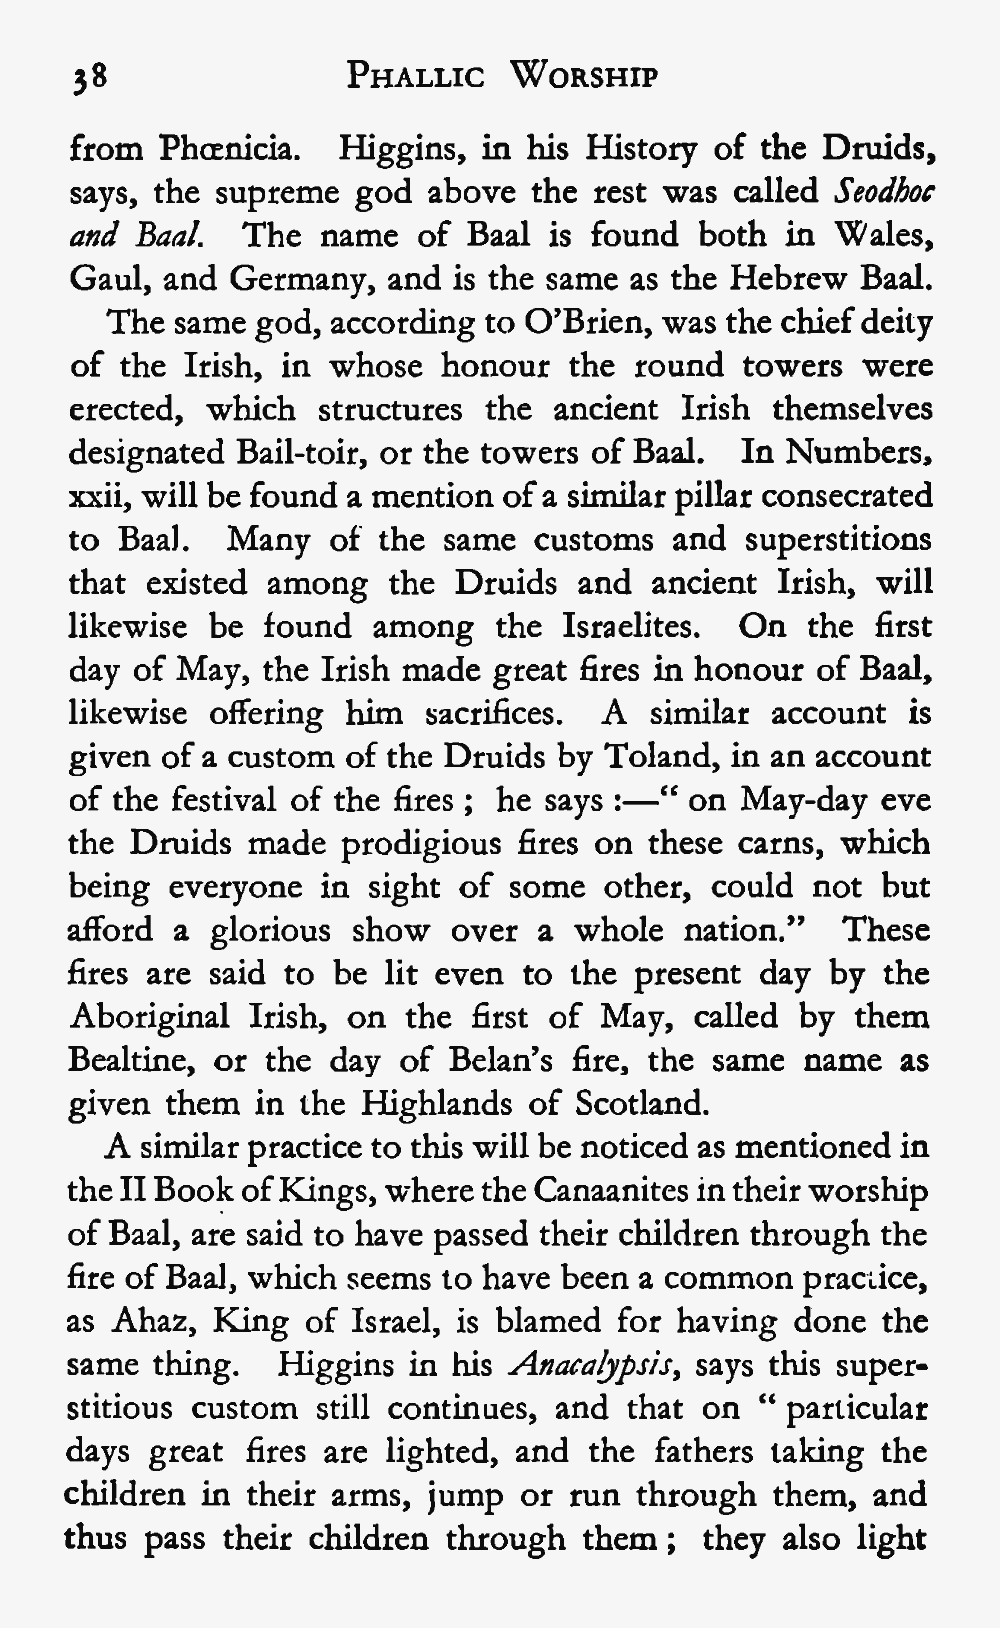 38 PHALLIC WORSHIP
from Phœnicia. Higgins, in his History of the Druids,
says, the supreme god above the rest was called Seodhoc
and Baal. The name of Baal is found both in Wales,
Gaul, and Germany, and is the same as the Hebrew Baal.
The same god, according to O'Brien, was the chief deity
of the Irish, in whose honour the round towers were
erected, which structures the ancient Irish themselves
designated Bail-toir, or the towers of Baal. In Numbers,
xxii, will be found a mention of a similar pillar consecrated
to Baal. Many of the same customs and superstitions
that existed among the Druids and ancient Irish, will
likewise be found among the Israelites. On the first
day of May, the Irish made great fires in honour of Baal,
likewise offering him sacrifices. A similar account is
given of a custom of the Druids by Toland, in an account
of the festival of the fires ; he says :—“ on May-day eve
the Druids made prodigious fires on these carns, which
being everyone in sight of some other, could not but
afford a glorious show over a whole nation.” These
fires are said to be lit even to the present day by the
Aboriginal Irish, on the first of May, called by them
Bealtine, or the day of Belan's fire, the same name as
given them in the Highlands of Scotland.
A similar practice to this will be noticed as mentioned in
the II Book of Kings, where the Canaanites in their worship
of Baal, are said to have passed their children through the
fire of Baal, which seems to have been a common practice,
as Ahaz, King of Israel, is blamed for having done the
same thing. Higgins in his Anacalypsis, says this super-
stitious custom still continues, and that on “ particular
days great fires are lighted, and the fathers taking the
children in their arms, jump or run through them, and
thus pass their children through them ; they also light